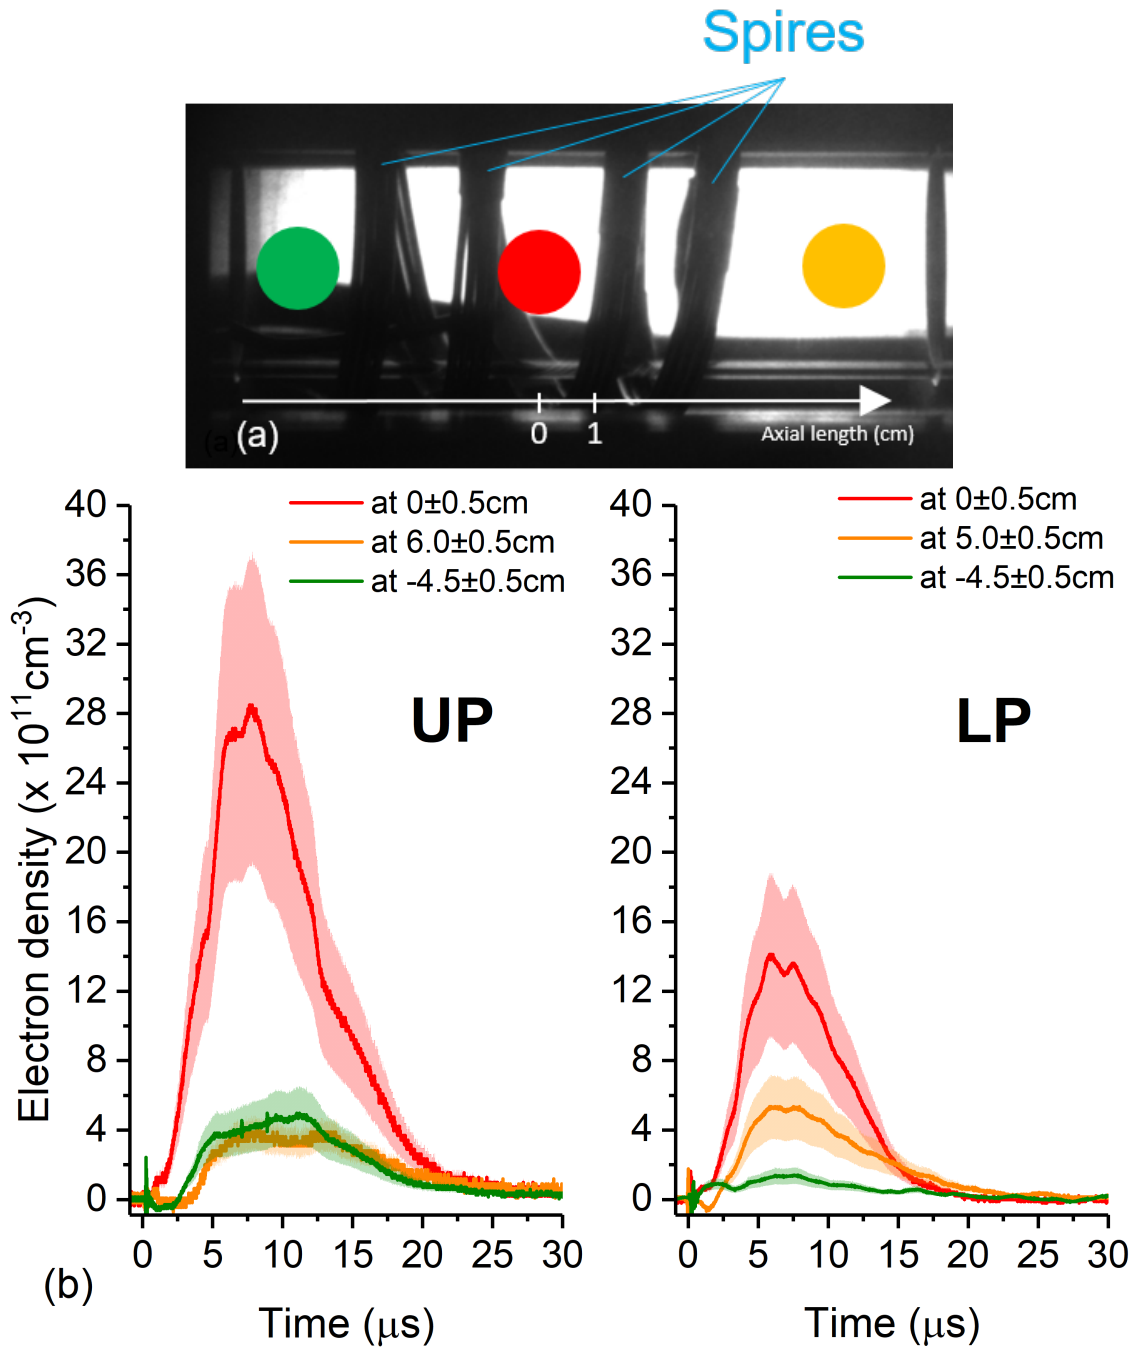 Spires
(a) (a)
0 1 Axial length (cm)
40
36
32
28
24
20
16
12
8
4
0
Electron density (x 10¹¹cm⁻³)
at 0±0.5cm
at 6.0±0.5cm
at -4.5±0.5cm
UP
0 5 10 15 20 25 30
Time (μs)
40
36
32
28
24
20
16
12
8
4
0
at 0±0.5cm
at 5.0±0.5cm
at -4.5±0.5cm
LP
0 5 10 15 20 25 30
Time (μs)
(b)